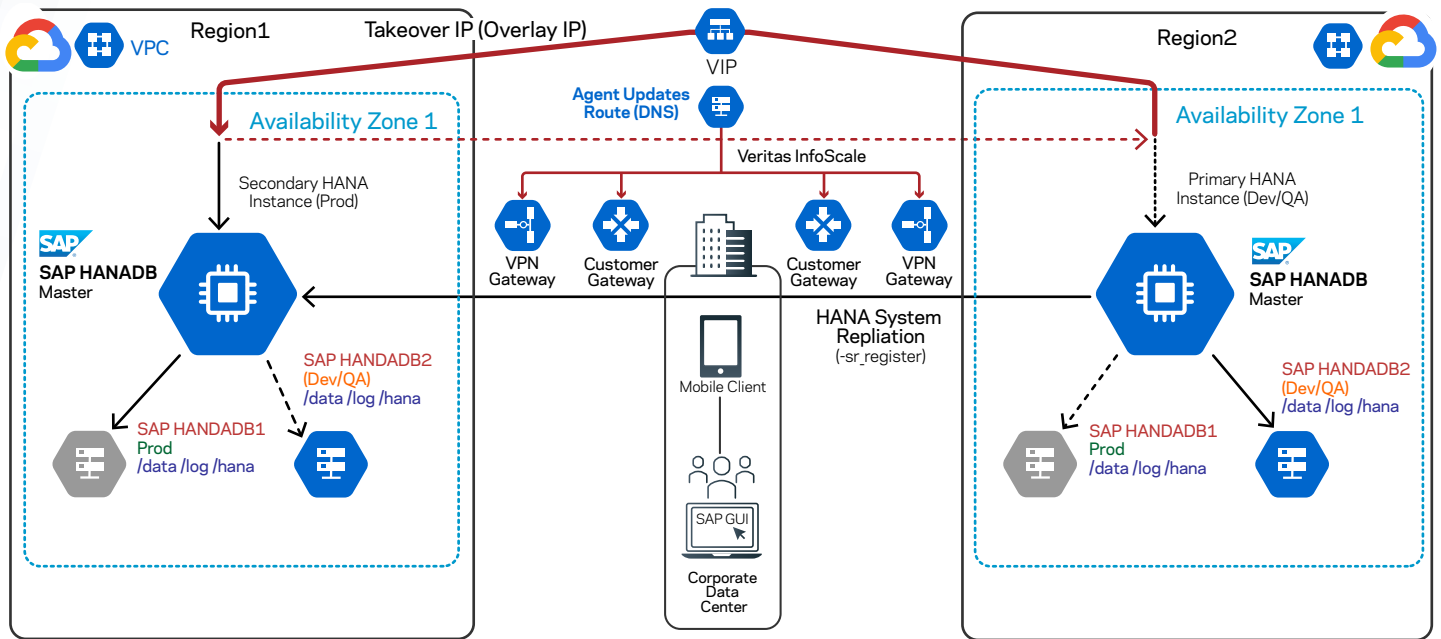 VPC
Region1
Takeover IP (Overlay IP)
VIP
Region2
Agent Updates
Route (DNS)
Availability Zone 1
Availability Zone 1
Veritas InfoScale
Secondary HANA
Instance (Prod)
Primary HANA
Instance (Dev/QA)
SAP
SAP HANADB
Master
VPN
Gateway
Customer
Gateway
Customer
Gateway
VPN
Gateway
SAP
SAP HANADB
Master
HANA System
Repliation
(-sr_register)
Mobile Client
SAP HANDADB2
(Dev/QA)
/data /log /hana
SAP HANDADB1
Prod
/data /log /hana
SAP HANDADB2
(Dev/QA)
/data /log /hana
SAP HANDADB1
Prod
/data /log /hana
SAP GUI
Corporate
Data
Center